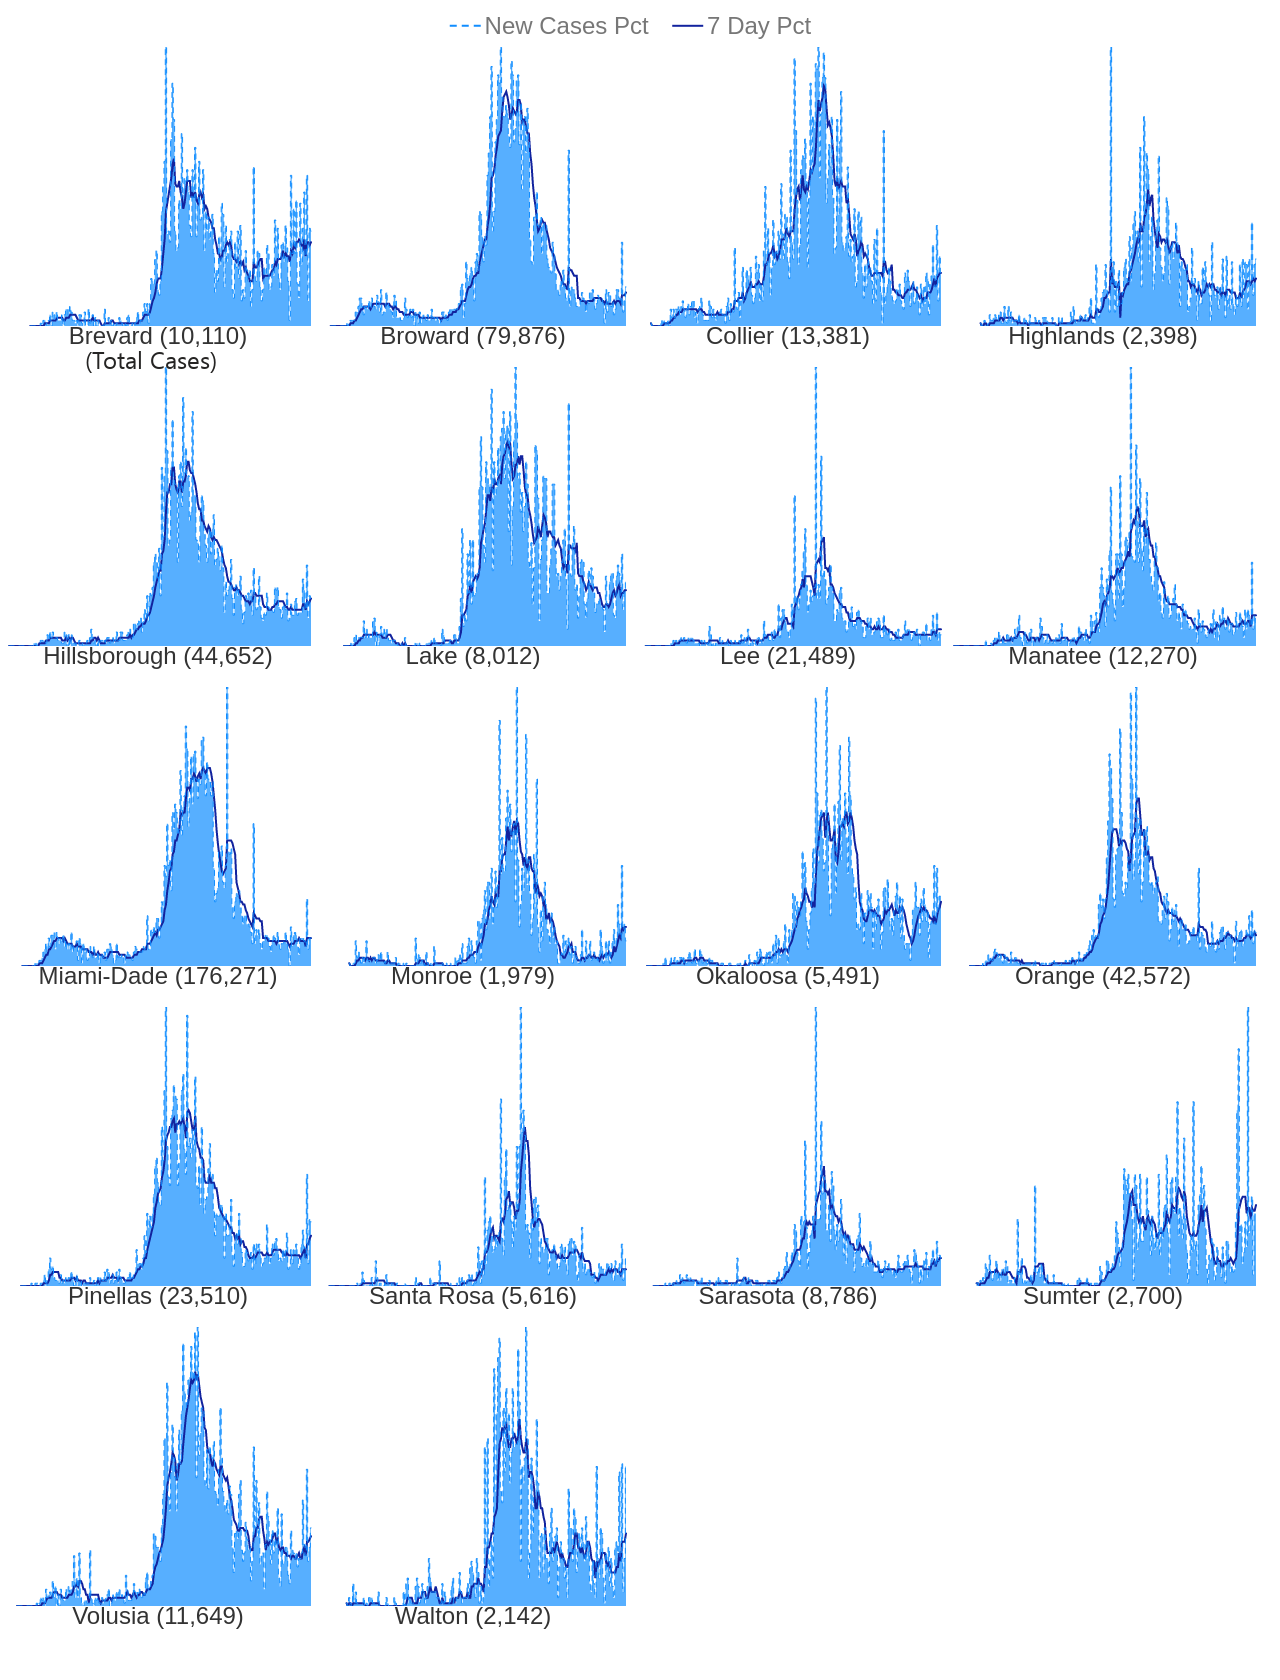 New Cases Pct 7 Day Pct
Brevard (10,110) Broward (79,876) Collier (13,381) Highlands (2,398)
(Total Cases)
Hillsborough (44,652) Lake (8,012) Lee (21,489) Manatee (12,270)
Miami-Dade (176,271) Monroe (1,979) Okaloosa (5,491) Orange (42,572)
Pinellas (23,510) Santa Rosa (5,616) Sarasota (8,786) Sumter (2,700)
Volusia (11,649) Walton (2,142)